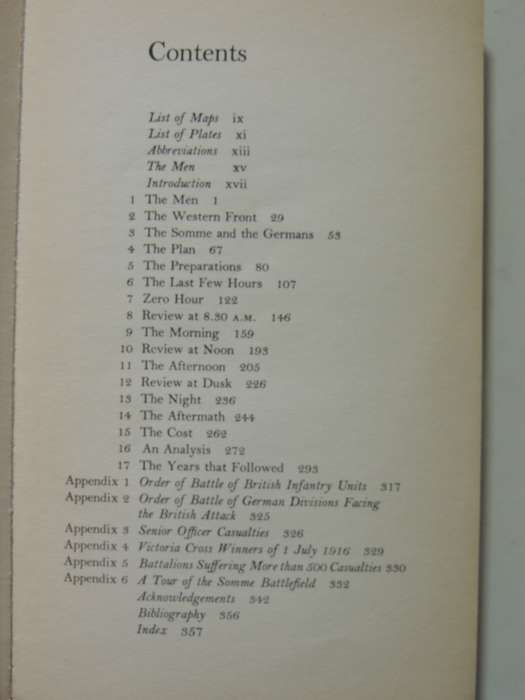 Contents
List of Maps ix
List of Plates xi
Abbreviations xiii
The Men xv
Introduction xvii
1 The Men 1
2 The Western Front 29
3 The Somme and the Germans 53
4 The Plan 67
5 The Preparations 80
6 The Last Few Hours 107
7 Zero Hour 122
8 Review at 8.30 A.M. 146
9 The Morning 159
10 Review at Noon 193
11 The Afternoon 205
12 Review at Dusk 226
13 The Night 236
14 The Aftermath 244
15 The Cost 262
16 An Analysis 272
17 The Years that Followed 293
Appendix 1 Order of Battle of British Infantry Units 317
Appendix 2 Order of Battle of German Divisions Facing
the British Attack 325
Appendix 3 Senior Officer Casualties 326
Appendix 4 Victoria Cross Winners of 1 July 1916 329
Appendix 5 Battalions Suffering More than 500 Casualties 330
Appendix 6 A Tour of the Somme Battlefield 332
Acknowledgements 342
Bibliography 356
Index 357